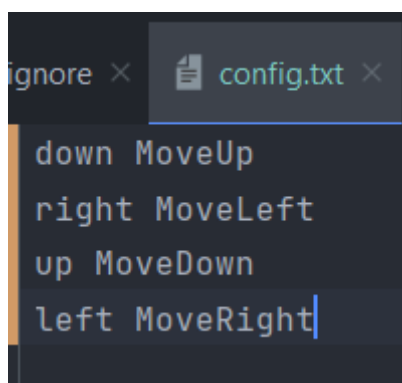 ignore
config.txt
down MoveUp
right MoveLeft
up MoveDown
left MoveRight